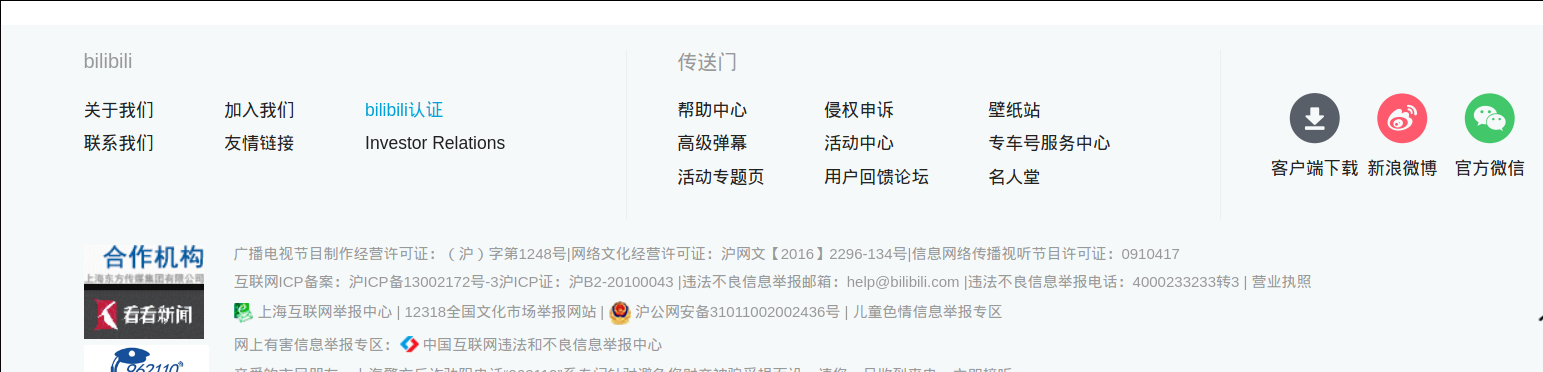 bilibili
传送门
关于我们 加入我们 bilibili认证
帮助中心 侵权申诉 壁纸站
联系我们 友情链接 Investor Relations
高级弹幕 活动中心 专车号服务中心
活动专题页 用户回馈论坛 名人堂
客户端下载 新浪微博 官方微信
合作机构
上海东方传媒集团有限公司
看看新闻
962110
广播电视节目制作经营许可证：（沪）字第1248号|网络文化经营许可证：沪网文【2016】2296-134号|信息网络传播视听节目许可证：0910417
互联网ICP备案：沪ICP备13002172号-3沪ICP证：沪B2-20100043 |违法不良信息举报邮箱：help@bilibili.com |违法不良信息举报电话：4000233233转3 | 营业执照
上海互联网举报中心 | 12318全国文化市场举报网站 | 沪公网安备31011002002436号 | 儿童色情信息举报专区
网上有害信息举报专区：中国互联网违法和不良信息举报中心